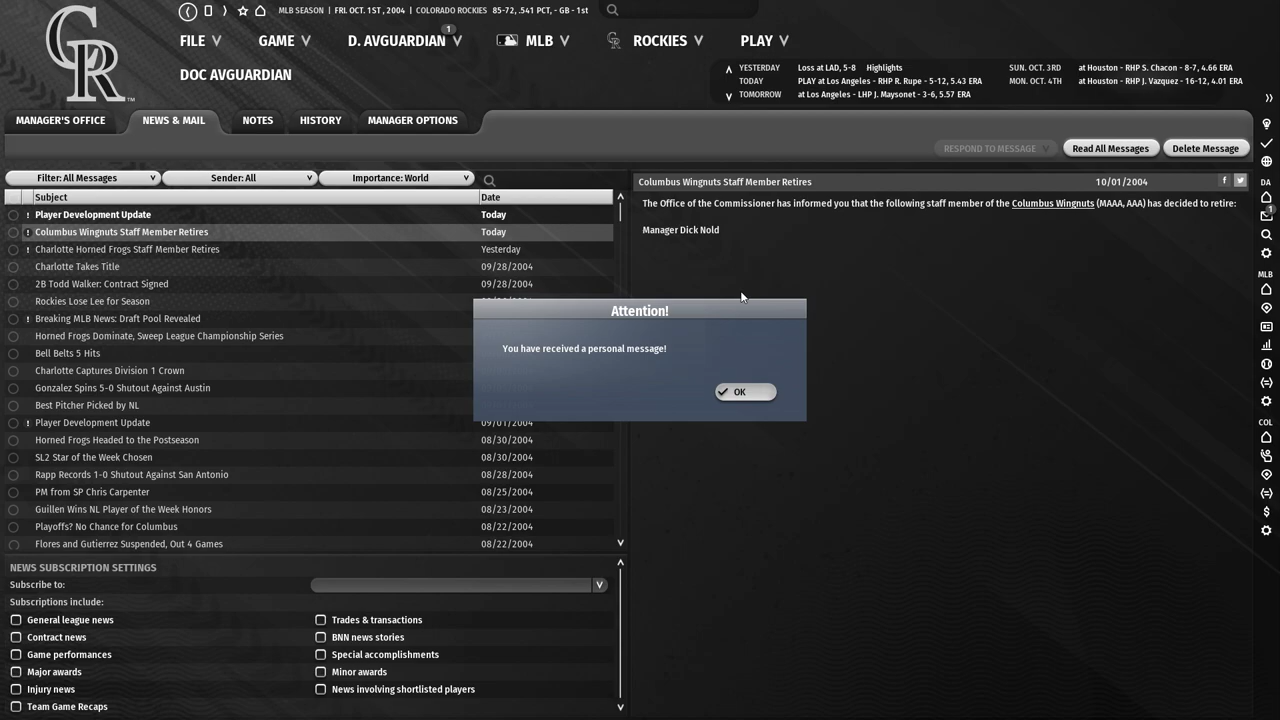 MLB SEASON | FRI. OCT. 1ST , 2004 | COLORADO ROCKIES 85-72, .541 PCT, - GB - 1st
FILE GAME D. AVGUARDIAN 1 MLB ROCKIES PLAY
DOC AVGUARDIAN
YESTERDAY Loss at LAD, 5-8 Highlights SUN. OCT. 3RD at Houston - RHP S. Chacon - 8-7, 4.66 ERA
TODAY PLAY at Los Angeles - RHP R. Rupe - 5-12, 5.43 ERA MON. OCT. 4TH at Houston - RHP J. Vazquez - 16-12, 4.01 ERA
TOMORROW at Los Angeles - LHP J. Maysonet - 3-6, 5.57 ERA
CR TM
MANAGER'S OFFICE NEWS & MAIL NOTES HISTORY MANAGER OPTIONS
RESPOND TO MESSAGE Read All Messages Delete Message
Filter: All Messages Sender: All Importance: World
Subject Date
! Player Development Update Today
! Columbus Wingnuts Staff Member Retires Today
! Charlotte Horned Frogs Staff Member Retires Yesterday
Charlotte Takes Title 09/28/2004
2B Todd Walker: Contract Signed 09/28/2004
Rockies Lose Lee for Season
! Breaking MLB News: Draft Pool Revealed
Horned Frogs Dominate, Sweep League Championship Series
Bell Belts 5 Hits
Charlotte Captures Division 1 Crown
Gonzalez Spins 5-0 Shutout Against Austin
Best Pitcher Picked by NL
! Player Development Update 09/01/2004
Horned Frogs Headed to the Postseason 08/30/2004
SL2 Star of the Week Chosen 08/30/2004
Rapp Records 1-0 Shutout Against San Antonio 08/28/2004
PM from SP Chris Carpenter 08/25/2004
Guillen Wins NL Player of the Week Honors 08/23/2004
Playoffs? No Chance for Columbus 08/22/2004
Flores and Gutierrez Suspended, Out 4 Games 08/22/2004
Columbus Wingnuts Staff Member Retires 10/01/2004 f
The Office of the Commissioner has informed you that the following staff member of the Columbus Wingnuts (MAAA, AAA) has decided to retire:
Manager Dick Nold
Attention!
You have received a personal message!
OK
NEWS SUBSCRIPTION SETTINGS
Subscribe to:
Subscriptions include:
General league news Trades & transactions
Contract news BNN news stories
Game performances Special accomplishments
Major awards Minor awards
Injury news News involving shortlisted players
Team Game Recaps
DA
1
MLB
COL
$